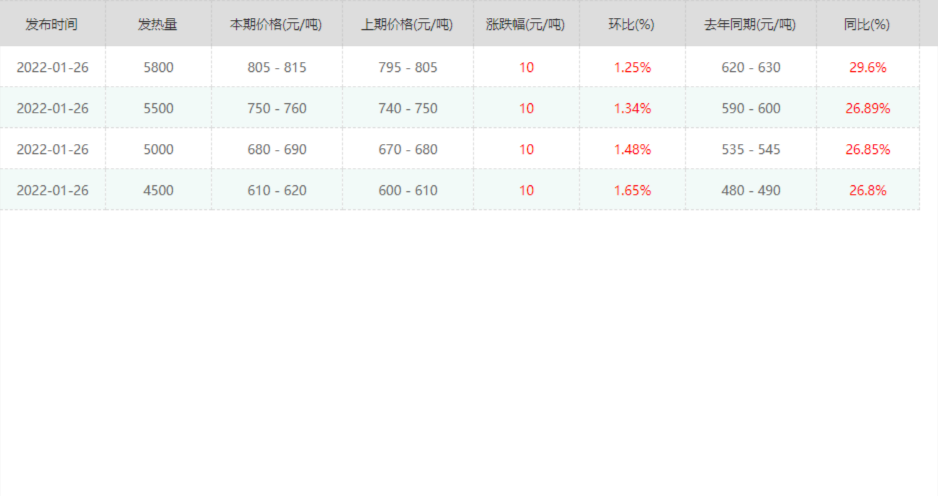 发布时间 发热量 本期价格(元/吨) 上期价格(元/吨) 涨跌幅(元/吨) 环比(%) 去年同期(元/吨) 同比(%)
2022-01-26 5800 805 - 815 795 - 805 10 1.25% 620 - 630 29.6%
2022-01-26 5500 750 - 760 740 - 750 10 1.34% 590 - 600 26.89%
2022-01-26 5000 680 - 690 670 - 680 10 1.48% 535 - 545 26.85%
2022-01-26 4500 610 - 620 600 - 610 10 1.65% 480 - 490 26.8%